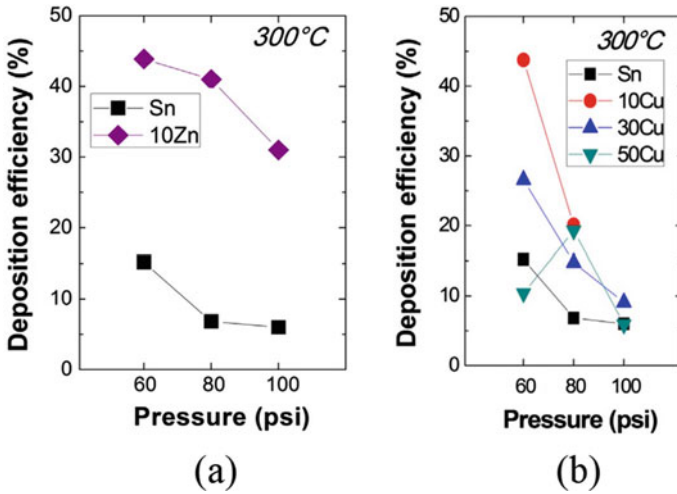 300°C
Deposition efficiency (%)
50
40
30
20
10
0
Sn
10Zn
60 80 100
Pressure (psi)
(a)
300°C
Deposition efficiency (%)
50
40
30
20
10
0
Sn
10Cu
30Cu
50Cu
60 80 100
Pressure (psi)
(b)